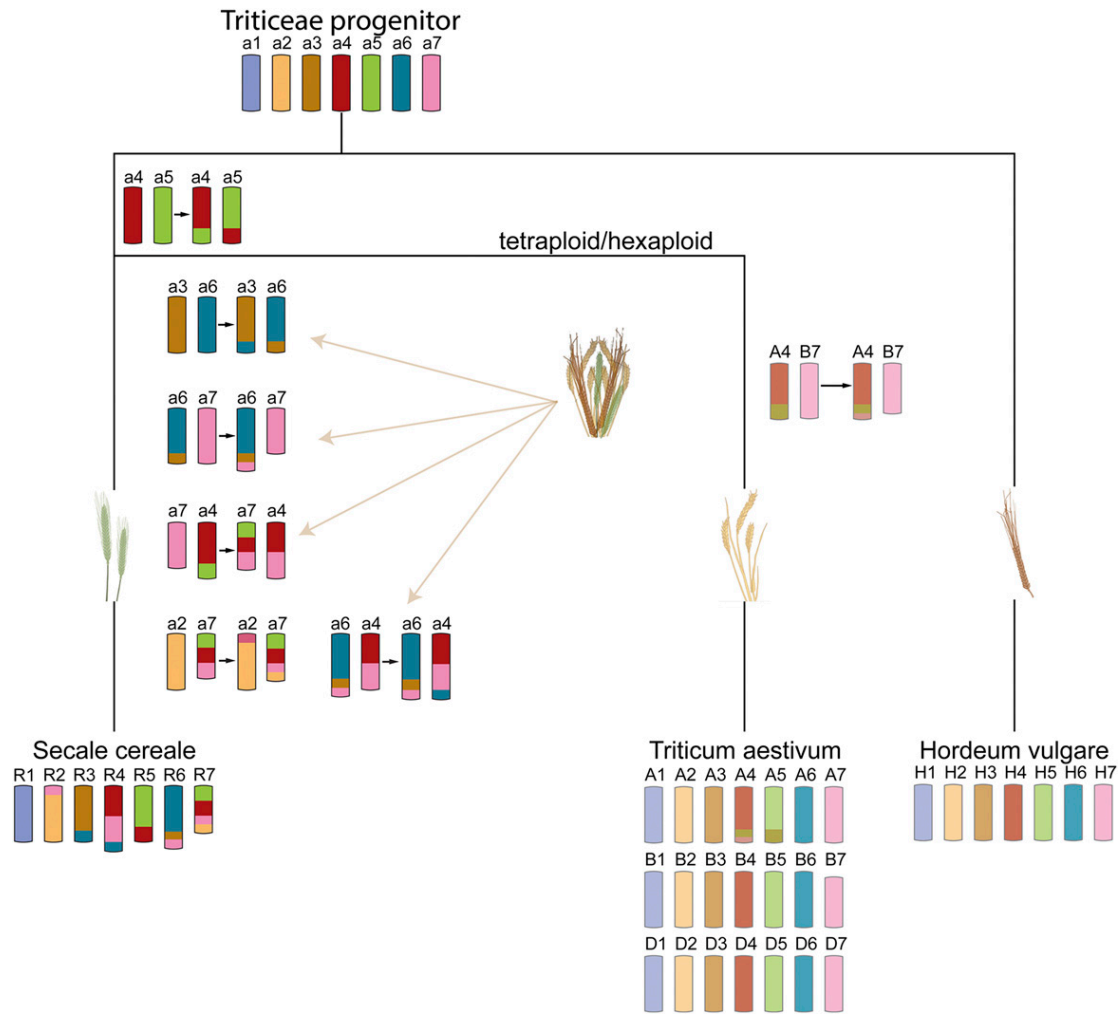 Triticeae progenitor
a1 a2 a3 a4 a5 a6 a7
a4 a5 a4 a5
tetraploid/hexaploid
a3 a6 a3 a6
A4 B7 A4 B7
a6 a7 a6 a7
a7 a4 a7 a4
a2 a7 a2 a7
a6 a4 a6 a4
Secale cereale
R1 R2 R3 R4 R5 R6 R7
Triticum aestivum
A1 A2 A3 A4 A5 A6 A7
B1 B2 B3 B4 B5 B6 B7
D1 D2 D3 D4 D5 D6 D7
Hordeum vulgare
H1 H2 H3 H4 H5 H6 H7